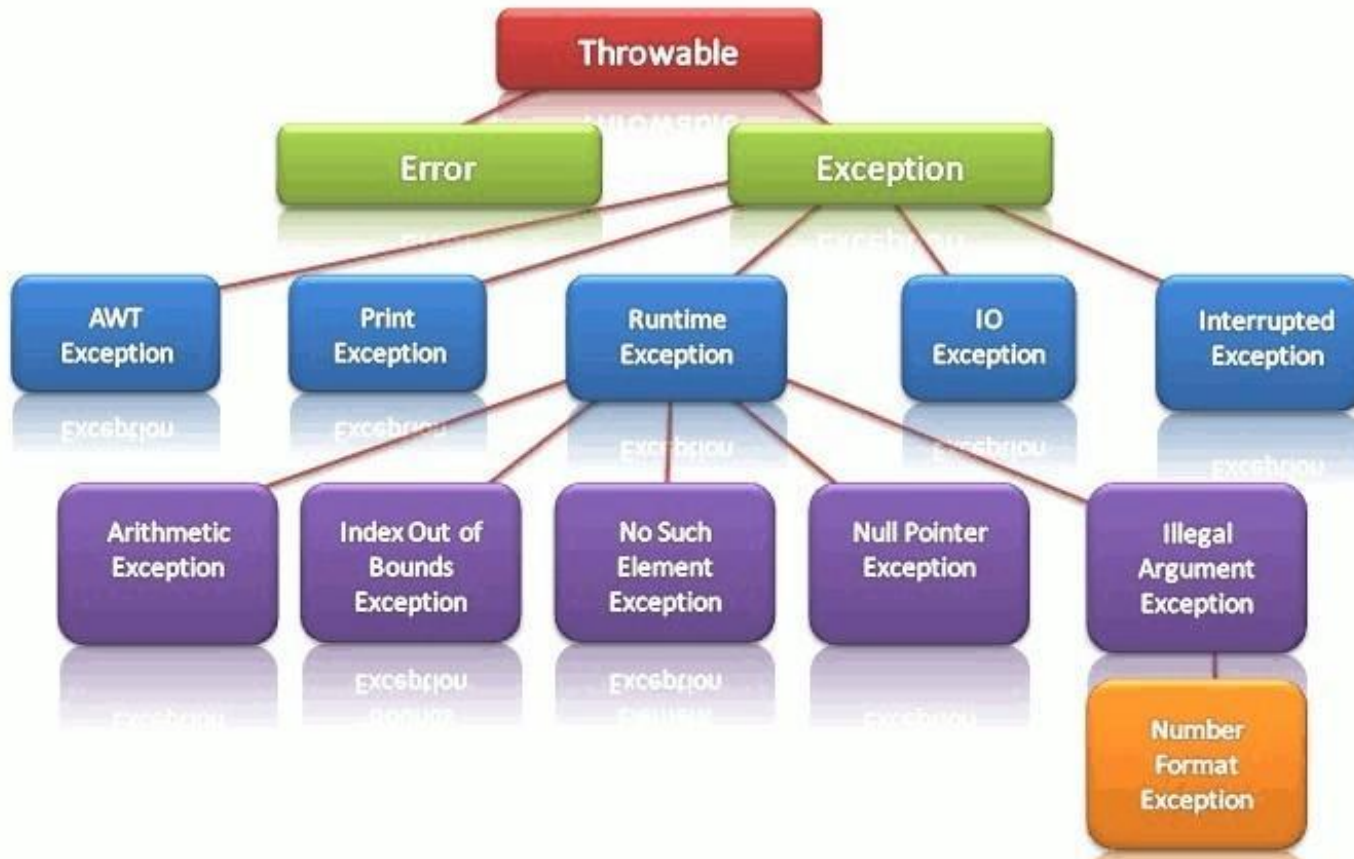 Throwable
Error
Exception
AWT
Exception
Print
Exception
Runtime
Exception
IO
Exception
Interrupted
Exception
Arithmetic
Exception
Index Out of
Bounds
Exception
No Such
Element
Exception
Null Pointer
Exception
Illegal
Argument
Exception
Number
Format
Exception